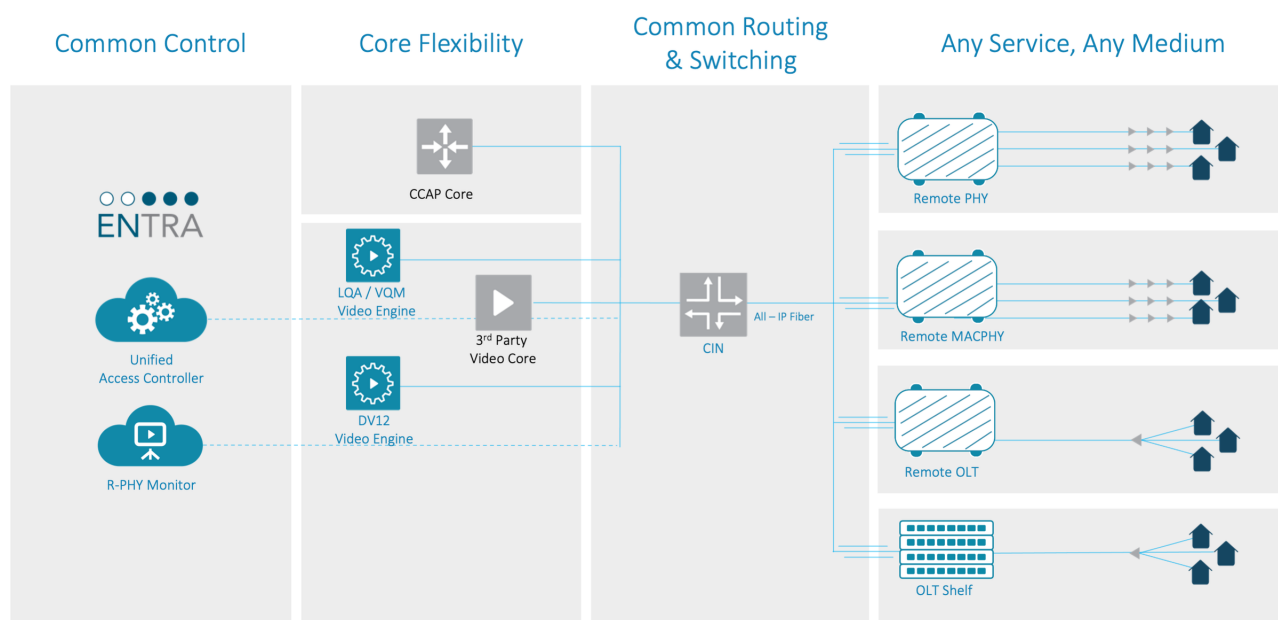 Common Control
Core Flexibility
Common Routing
& Switching
Any Service, Any Medium
ENTRA
Unified
Access Controller
R-PHY Monitor
CCAP Core
LQA / VQM
Video Engine
3rd Party
Video Core
DV12
Video Engine
CIN
All – IP Fiber
Remote PHY
Remote MACPHY
Remote OLT
OLT Shelf